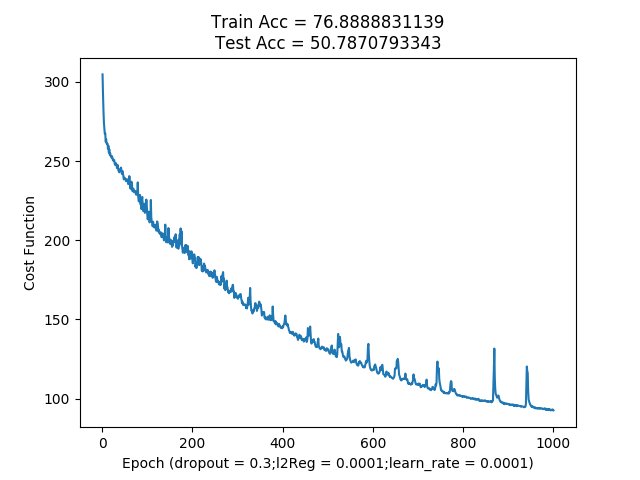 Train Acc = 76.8888831139
Test Acc = 50.7870793343
300
250
200
150
100
Cost Function
0 200 400 600 800 1000
Epoch (dropout = 0.3;l2Reg = 0.0001;learn_rate = 0.0001)